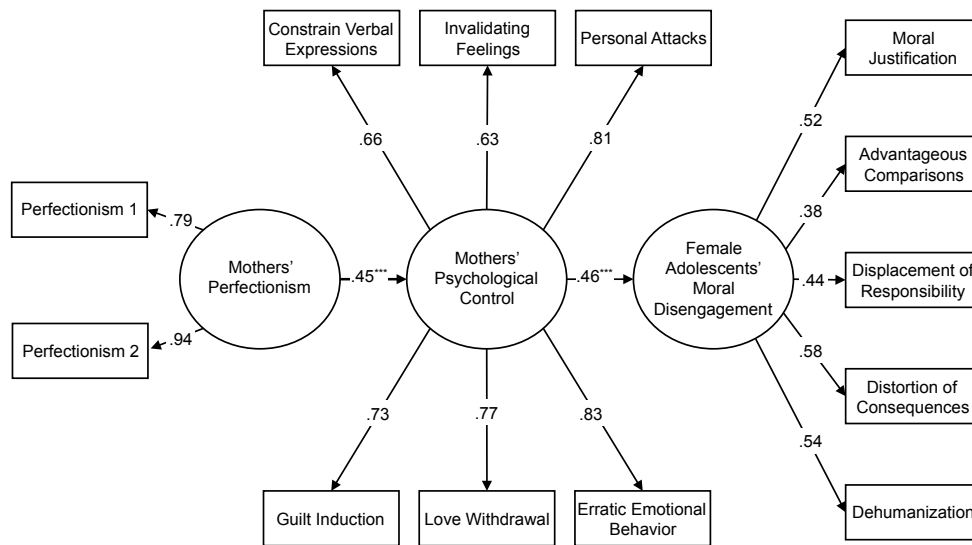 Constrain Verbal
Expressions
Invalidating
Feelings
Personal Attacks
Moral
Justification
.66
.63
.81
.52
Advantageous
Comparisons
.38
Perfectionism 1
.79
Mothers'
Perfectionism
.45***
Mothers'
Psychological
Control
.46***
Female
Adolescents'
Moral
Disengagement
.44
Displacement of
Responsibility
Perfectionism 2
.94
.58
Distortion of
Consequences
.73
.77
.83
.54
Guilt Induction
Love Withdrawal
Erratic Emotional
Behavior
Dehumanization